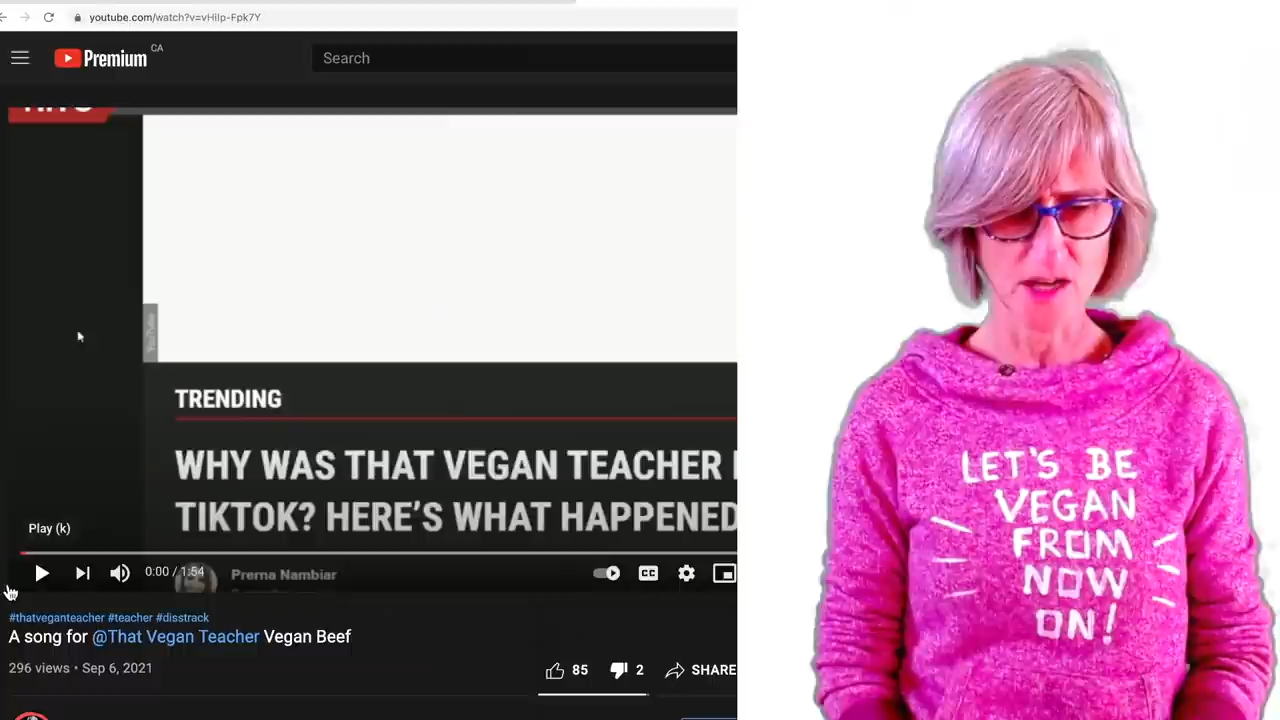 youtube.com/watch?v=vHiIp-Fpk7Y
Premium CA
Search
TRENDING
WHY WAS THAT VEGAN TEACHER
TIKTOK? HERE'S WHAT HAPPENED
Play (k)
0:00 / 1:54
Prerna Nambiar
CC
#thatveganteacher #teacher #disstrack
A song for @That Vegan Teacher Vegan Beef
296 views • Sep 6, 2021
85
2
SHARE
LET'S BE
VEGAN
FROM
NOW
ON!